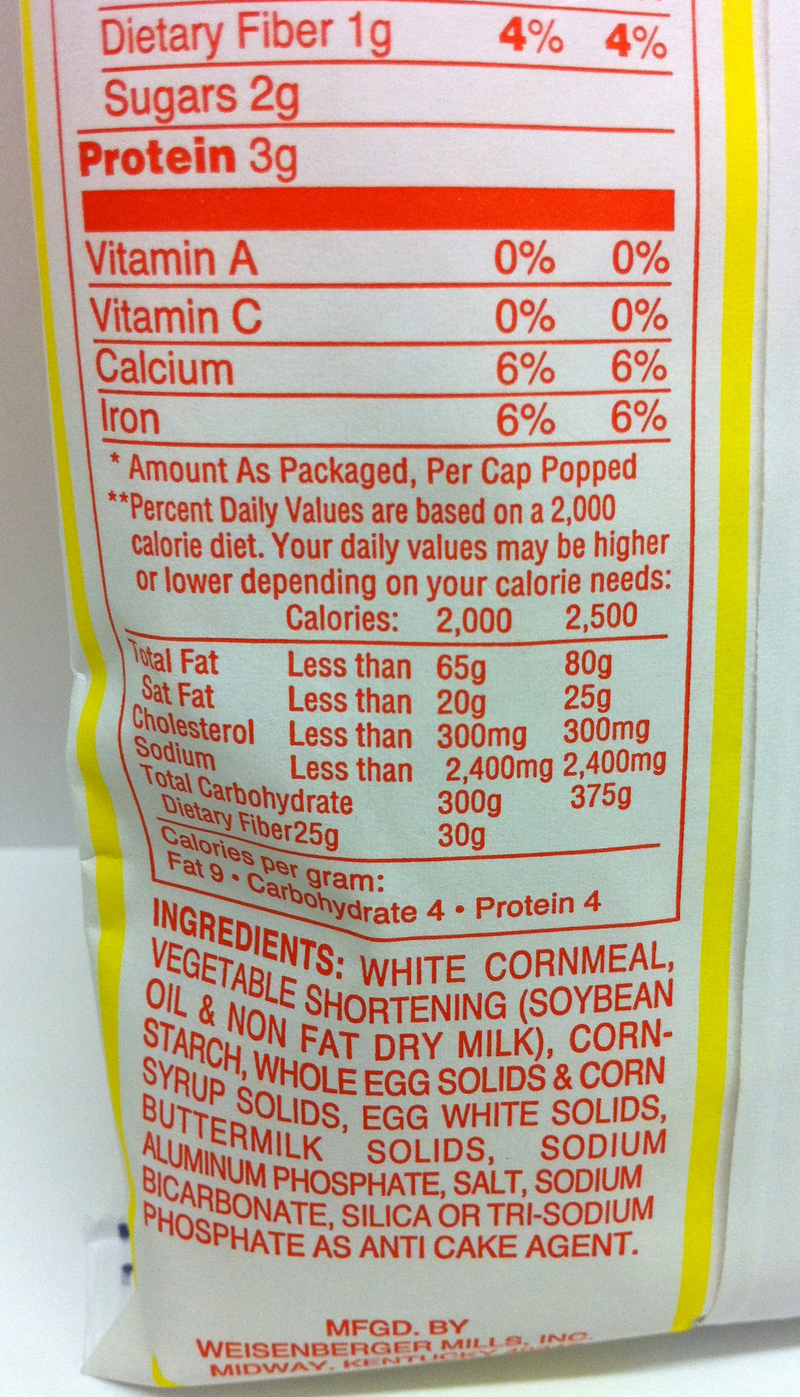 Dietary Fiber 1g 4% 4%
Sugars 2g
Protein 3g
Vitamin A 0% 0%
Vitamin C 0% 0%
Calcium 6% 6%
Iron 6% 6%
* Amount As Packaged, Per Cap Popped
**Percent Daily Values are based on a 2,000
calorie diet. Your daily values may be higher
or lower depending on your calorie needs:
Calories: 2,000 2,500
Total Fat Less than 65g 80g
Sat Fat Less than 20g 25g
Cholesterol Less than 300mg 300mg
Sodium Less than 2,400mg 2,400mg
Total Carbohydrate 300g 375g
Dietary Fiber25g 30g
Calories per gram:
Fat 9 • Carbohydrate 4 • Protein 4
INGREDIENTS: WHITE CORNMEAL,
VEGETABLE SHORTENING (SOYBEAN
OIL & NON FAT DRY MILK), CORN-
STARCH, WHOLE EGG SOLIDS & CORN
SYRUP SOLIDS, EGG WHITE SOLIDS,
BUTTERMILK SOLIDS, SODIUM
ALUMINUM PHOSPHATE, SALT, SODIUM
BICARBONATE, SILICA OR TRI-SODIUM
PHOSPHATE AS ANTI CAKE AGENT.
MFGD. BY
WEISENBERGER MILLS, INC.
MIDWAY, KENTUCKY